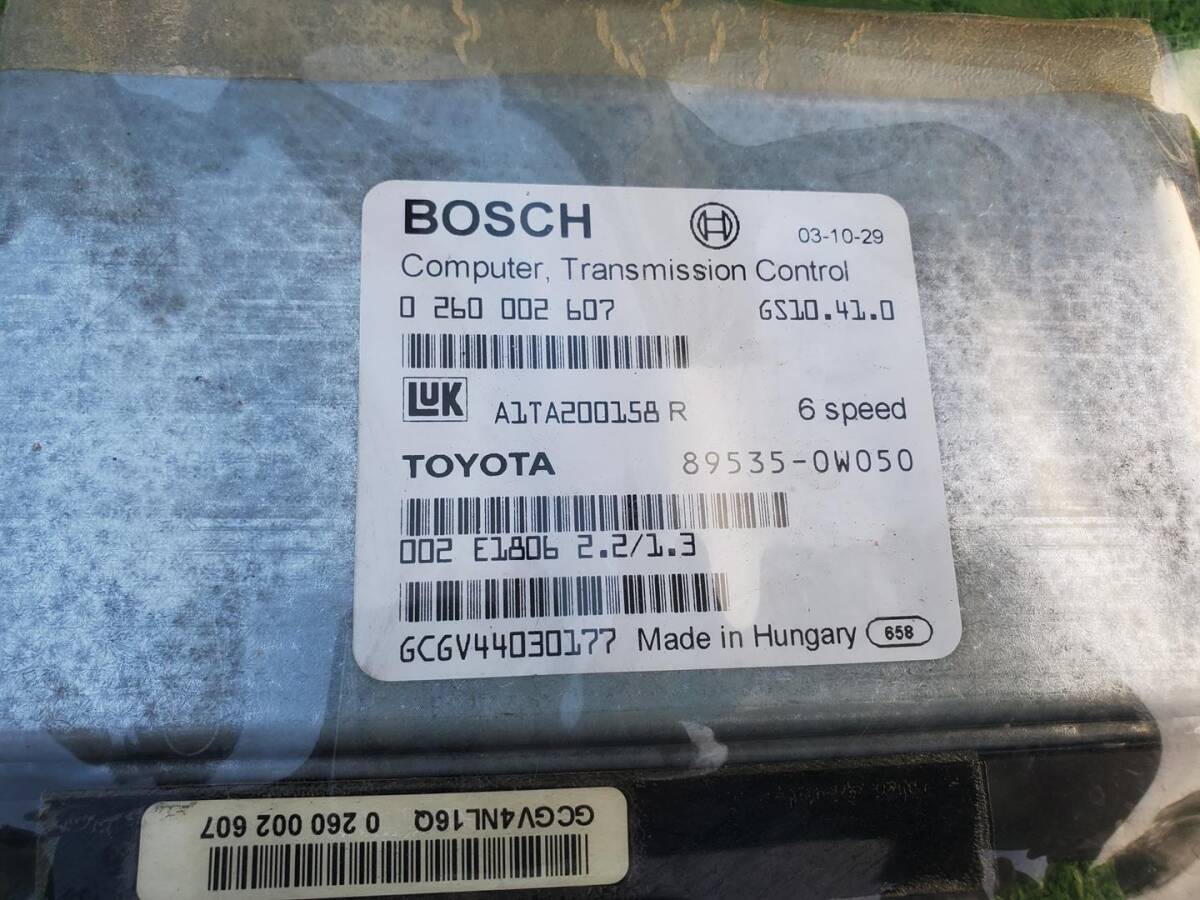 BOSCH 03-10-29
Computer, Transmission Control
0 260 002 607 GS10.41.0
LUK A1TA200158 R 6 speed
TOYOTA 89535-0W050
002 E1806 2.2/1.3
GCGV44030177 Made in Hungary 658
GCGV4NL16Q 0 260 002 607